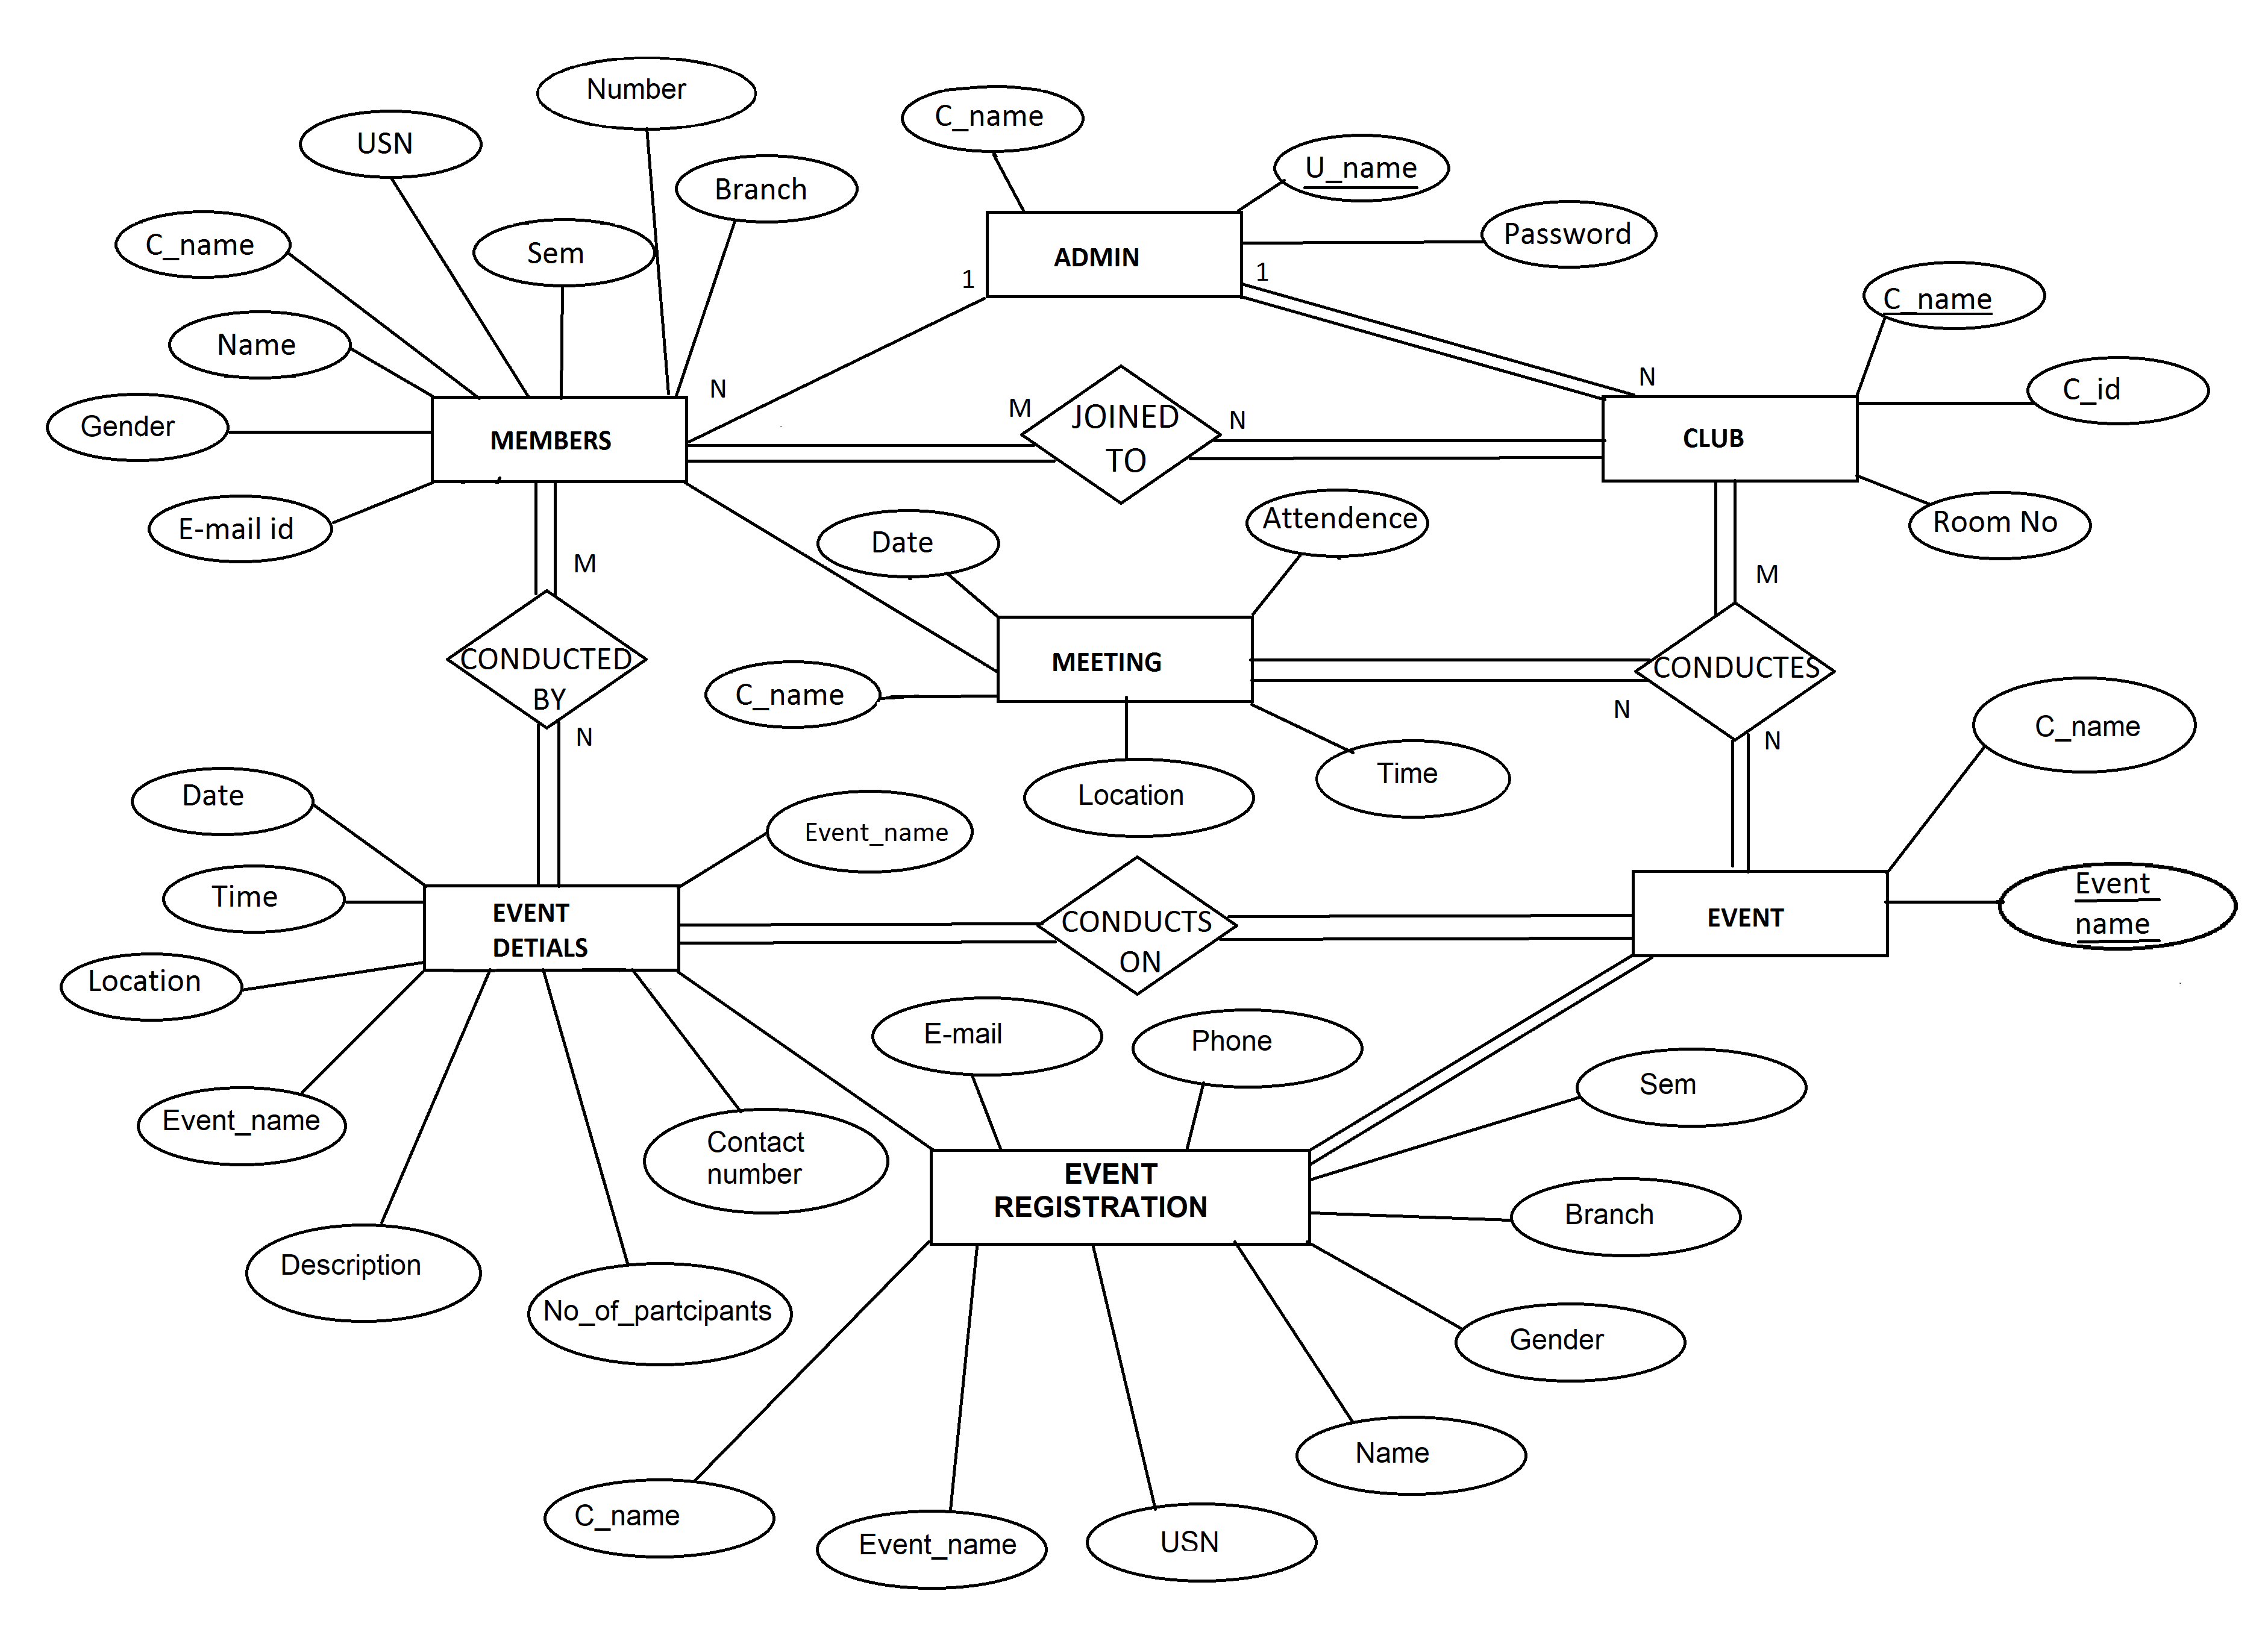 Number
C_name
USN
U_name
Branch
Password
C_name
Sem
ADMIN
1
1
C_name
Name
N
N
C_id
M
N
Gender
MEMBERS
JOINED
TO
CLUB
E-mail id
Date
Attendence
Room No
M
M
CONDUCTED
BY
MEETING
CONDUCTES
C_name
N
N
N
C_name
Location
Time
Date
Event_name
Time
EVENT
DETIALS
CONDUCTS
ON
EVENT
Event
name
Location
E-mail
Phone
Sem
Event_name
Contact
number
EVENT
REGISTRATION
Branch
Description
No_of_partcipants
Gender
Name
C_name
Event_name
USN